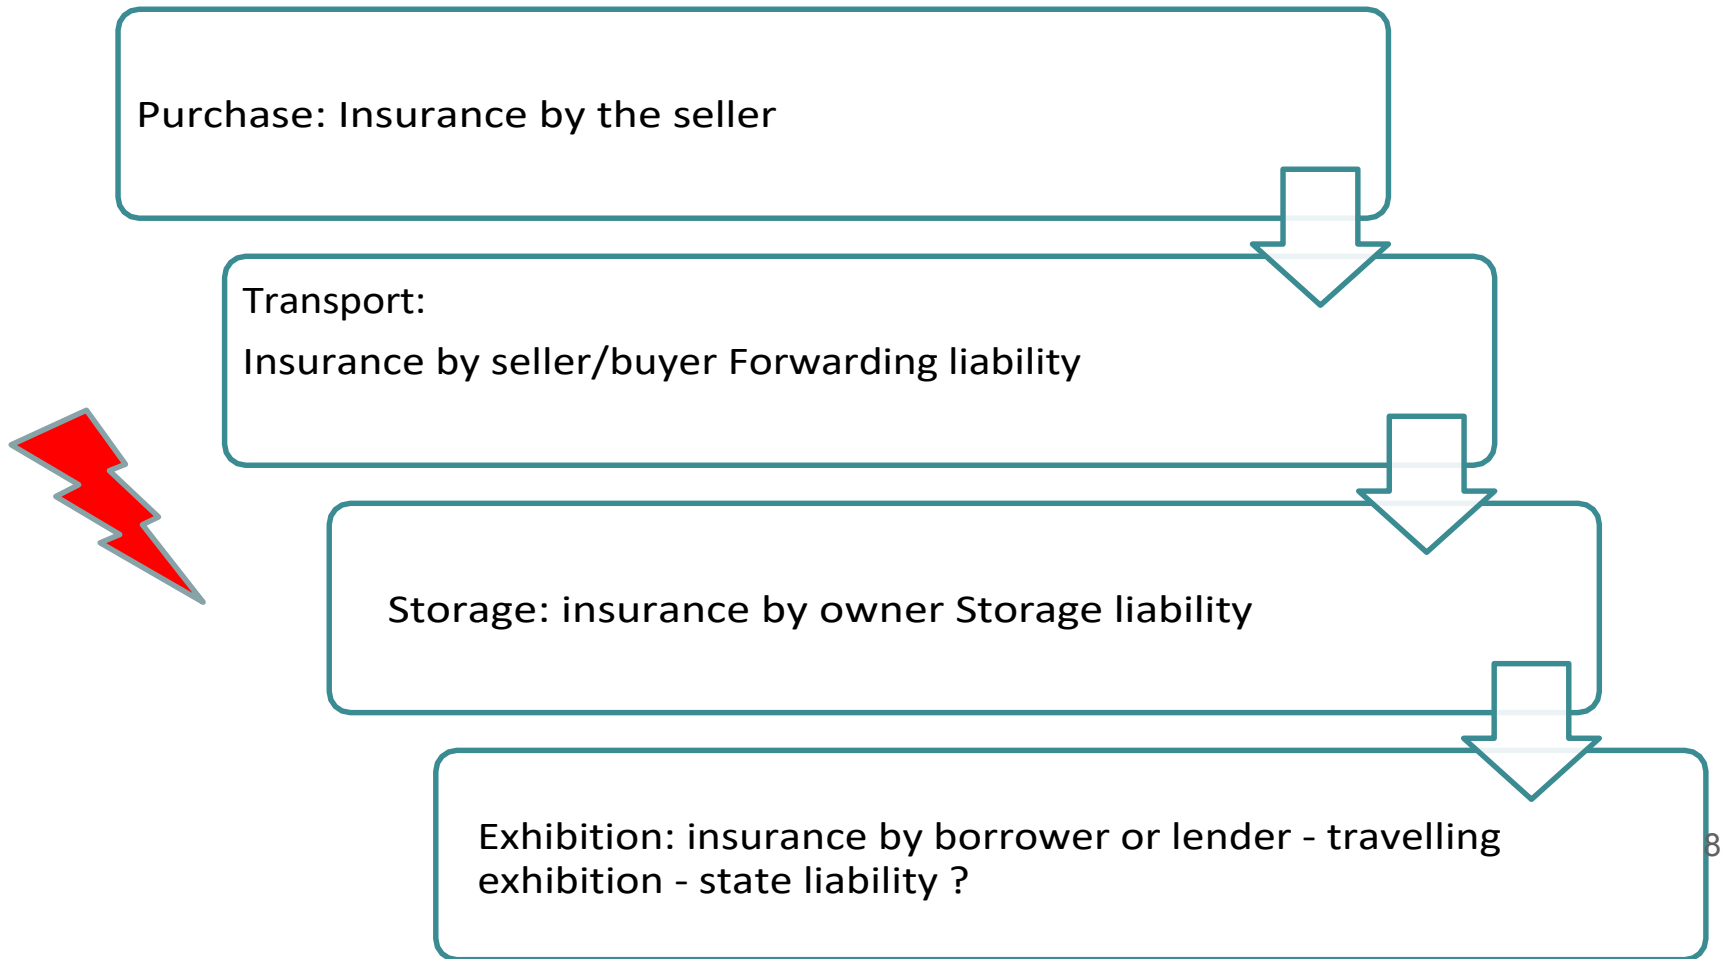 Purchase: Insurance by the seller
Transport:
Insurance by seller/buyer Forwarding liability
Storage: insurance by owner Storage liability
Exhibition: insurance by borrower or lender - travelling
exhibition - state liability ?
8